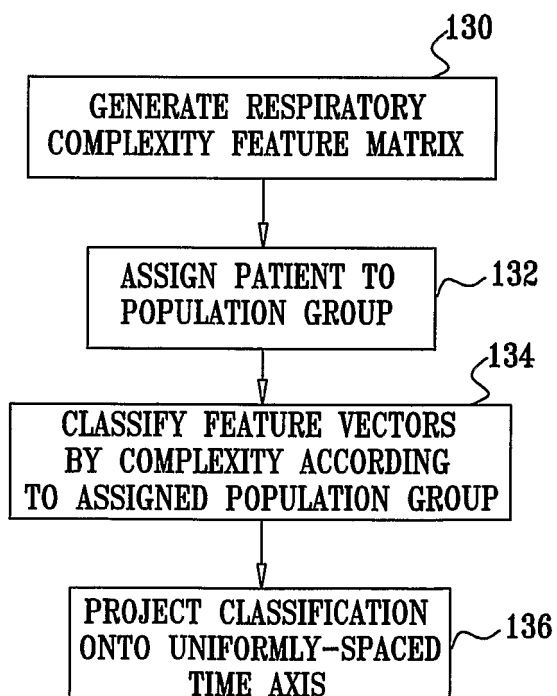 130
GENERATE RESPIRATORY
COMPLEXITY FEATURE MATRIX
ASSIGN PATIENT TO
POPULATION GROUP
132
134
CLASSIFY FEATURE VECTORS
BY COMPLEXITY ACCORDING
TO ASSIGNED POPULATION GROUP
PROJECT CLASSIFICATION
ONTO UNIFORMLY-SPACED
TIME AXIS
136